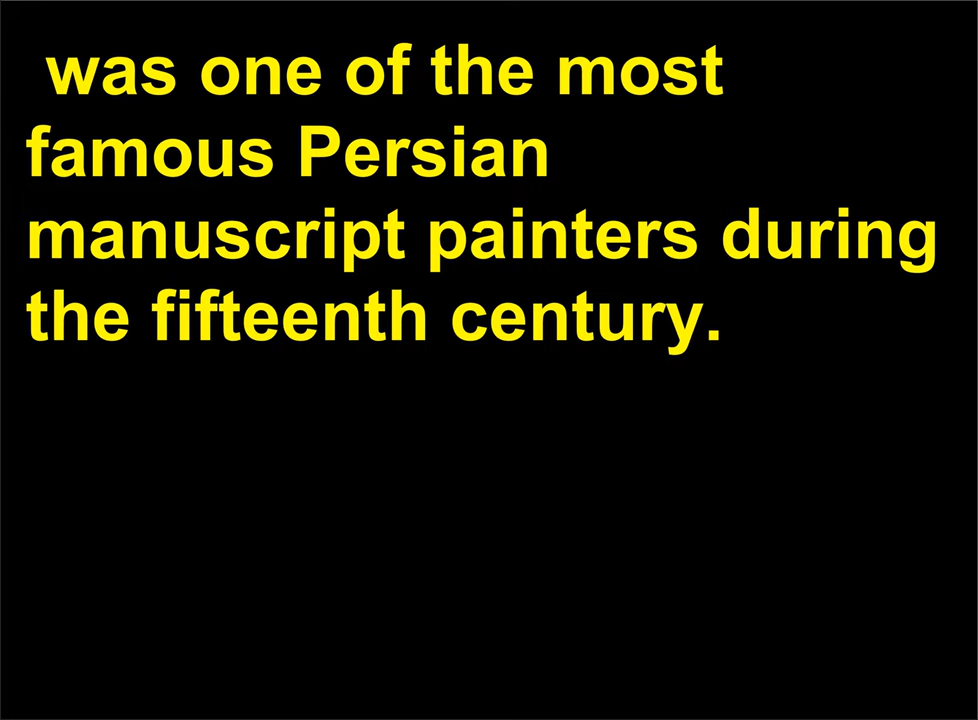 was one of the most
famous Persian
manuscript painters during
the fifteenth century.